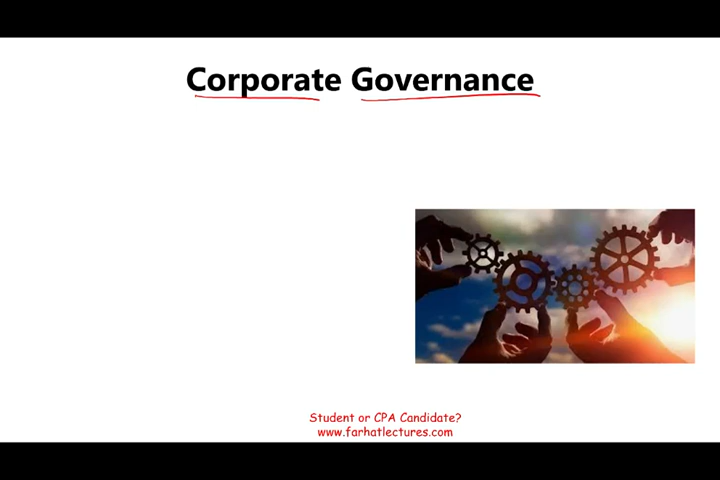 Corporate Governance
Student or CPA Candidate?
www.farhatlectures.com